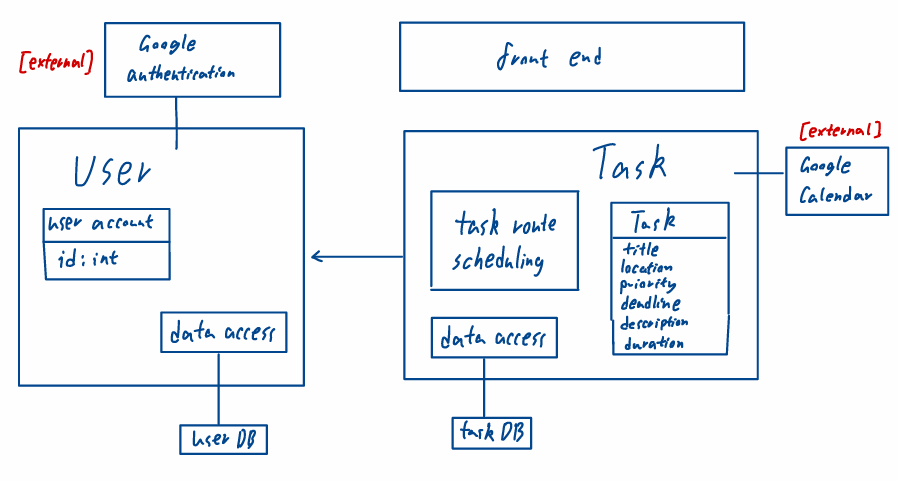 [external]
Google
authentication
front end
User
user account
id: int
data access
user DB
Task
task route
scheduling
Task
title
location
priority
deadline
description
duration
data access
task DB
[external]
Google
Calendar